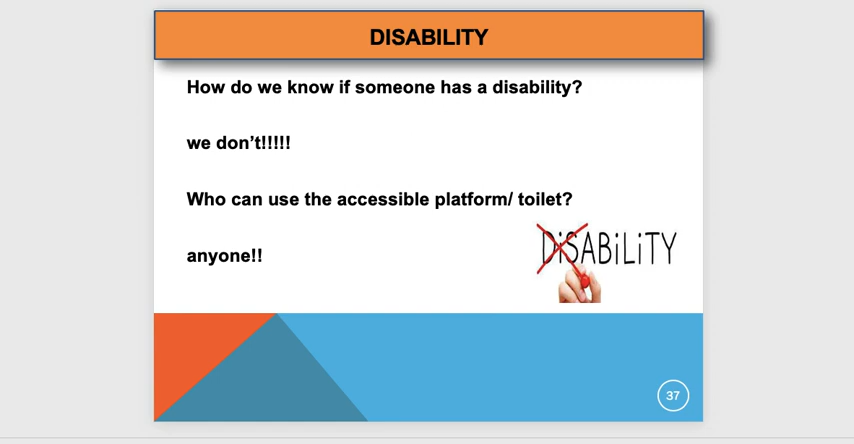 DISABILITY
How do we know if someone has a disability?
we don’t!!!!!
Who can use the accessible platform/ toilet?
anyone!!
DiSABiLiTY
37